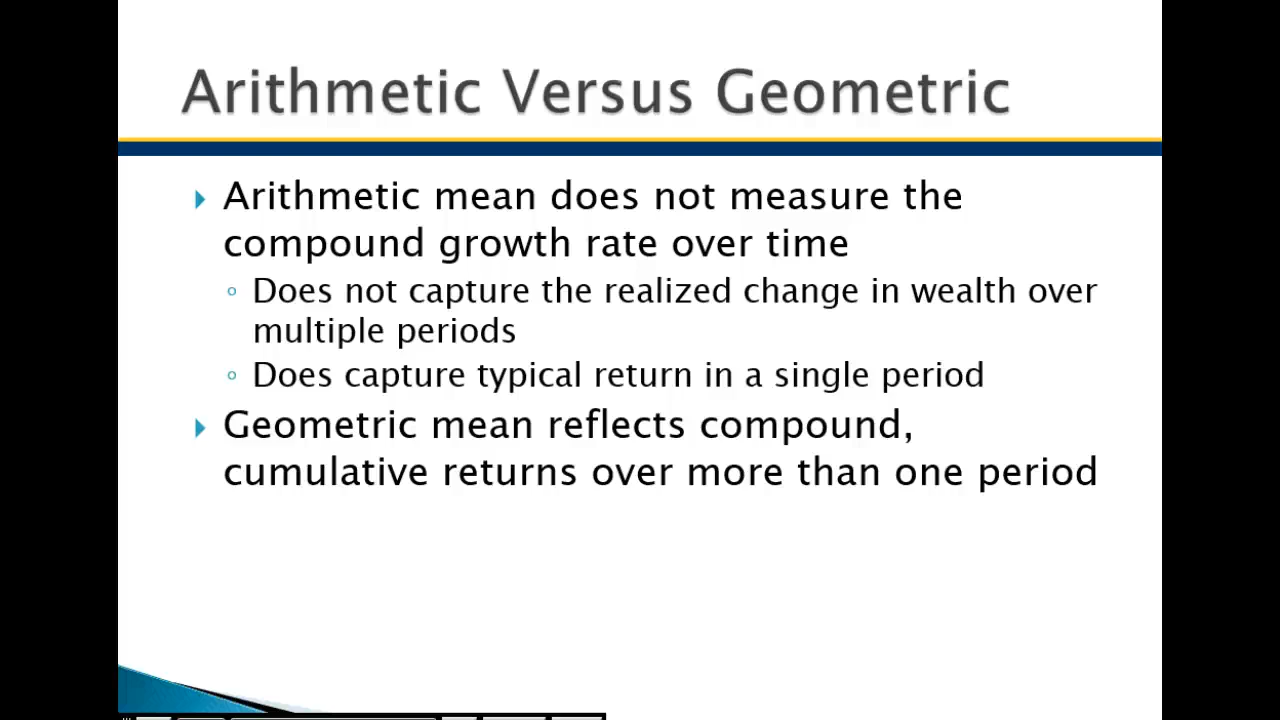 Arithmetic Versus Geometric
Arithmetic mean does not measure the
compound growth rate over time
Does not capture the realized change in wealth over
multiple periods
Does capture typical return in a single period
Geometric mean reflects compound,
cumulative returns over more than one period